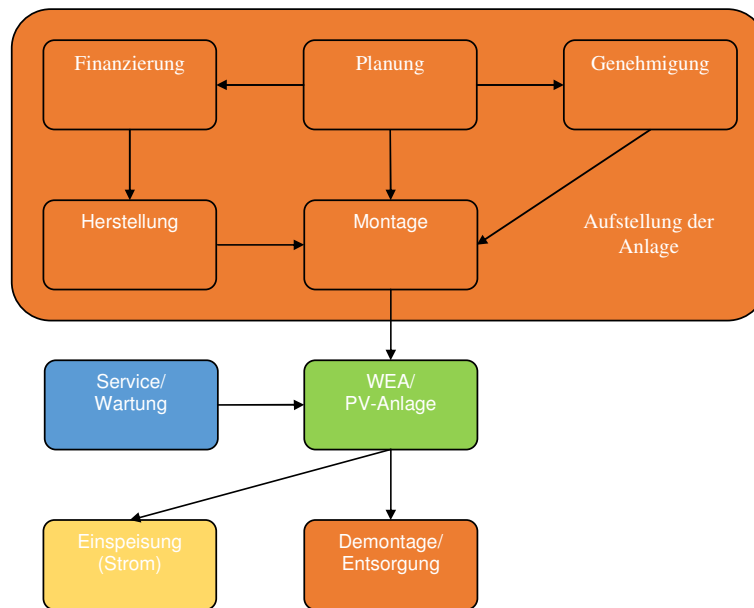 Finanzierung
Planung
Genehmigung
Herstellung
Montage
Aufstellung der
Anlage
Service/
Wartung
WEA/
PV-Anlage
Einspeisung
(Strom)
Demontage/
Entsorgung